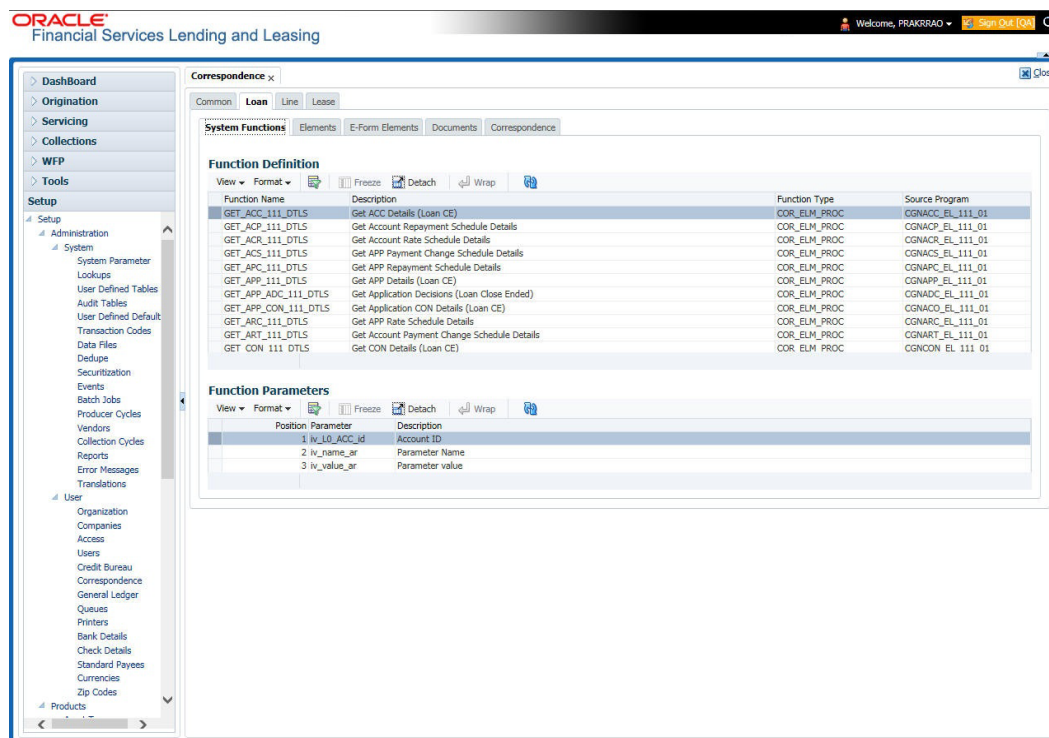 ORACLE®
Financial Services Lending and Leasing
Welcome, PRAKRRAO
Sign Out [QA]
DashBoard
Origination
Servicing
Collections
WFP
Tools
Setup
Setup
Administration
System
System Parameter
Lookups
User Defined Tables
Audit Tables
User Defined Default
Transaction Codes
Data Files
Dedupe
Securitization
Events
Batch Jobs
Producer Cycles
Vendors
Collection Cycles
Reports
Error Messages
Translations
User
Organization
Companies
Access
Users
Credit Bureau
Correspondence
General Ledger
Queues
Printers
Bank Details
Check Details
Standard Payees
Currencies
Zip Codes
Products
Correspondence x
Clos
Common Loan Line Lease
System Functions Elements E-Form Elements Documents Correspondence
Function Definition
View Format Freeze Detach Wrap
Function Name Description Function Type Source Program
GET_ACC_111_DTLS Get ACC Details (Loan CE) COR_ELM_PROC CGNACC_EL_111_01
GET_ACP_111_DTLS Get Account Repayment Schedule Details COR_ELM_PROC CGNACP_EL_111_01
GET_ACR_111_DTLS Get Account Rate Schedule Details COR_ELM_PROC CGNACR_EL_111_01
GET_ACS_111_DTLS Get APP Payment Change Schedule Details COR_ELM_PROC CGNACS_EL_111_01
GET_APC_111_DTLS Get APP Repayment Schedule Details COR_ELM_PROC CGNAPC_EL_111_01
GET_APP_111_DTLS Get APP Details (Loan CE) COR_ELM_PROC CGNAPP_EL_111_01
GET_APP_ADC_111_DTLS Get Application Decisions (Loan Close Ended) COR_ELM_PROC CGNADC_EL_111_01
GET_APP_CON_111_DTLS Get Application CON Details (Loan CE) COR_ELM_PROC CGNACO_EL_111_01
GET_ARC_111_DTLS Get APP Rate Schedule Details COR_ELM_PROC CGNARC_EL_111_01
GET_ART_111_DTLS Get Account Payment Change Schedule Details COR_ELM_PROC CGNART_EL_111_01
GET_CON_111_DTLS Get CON Details (Loan CE) COR_ELM_PROC CGNCON_EL_111_01
Function Parameters
View Format Freeze Detach Wrap
Position Parameter Description
1 iv_L0_ACC_id Account ID
2 iv_name_ar Parameter Name
3 iv_value_ar Parameter value